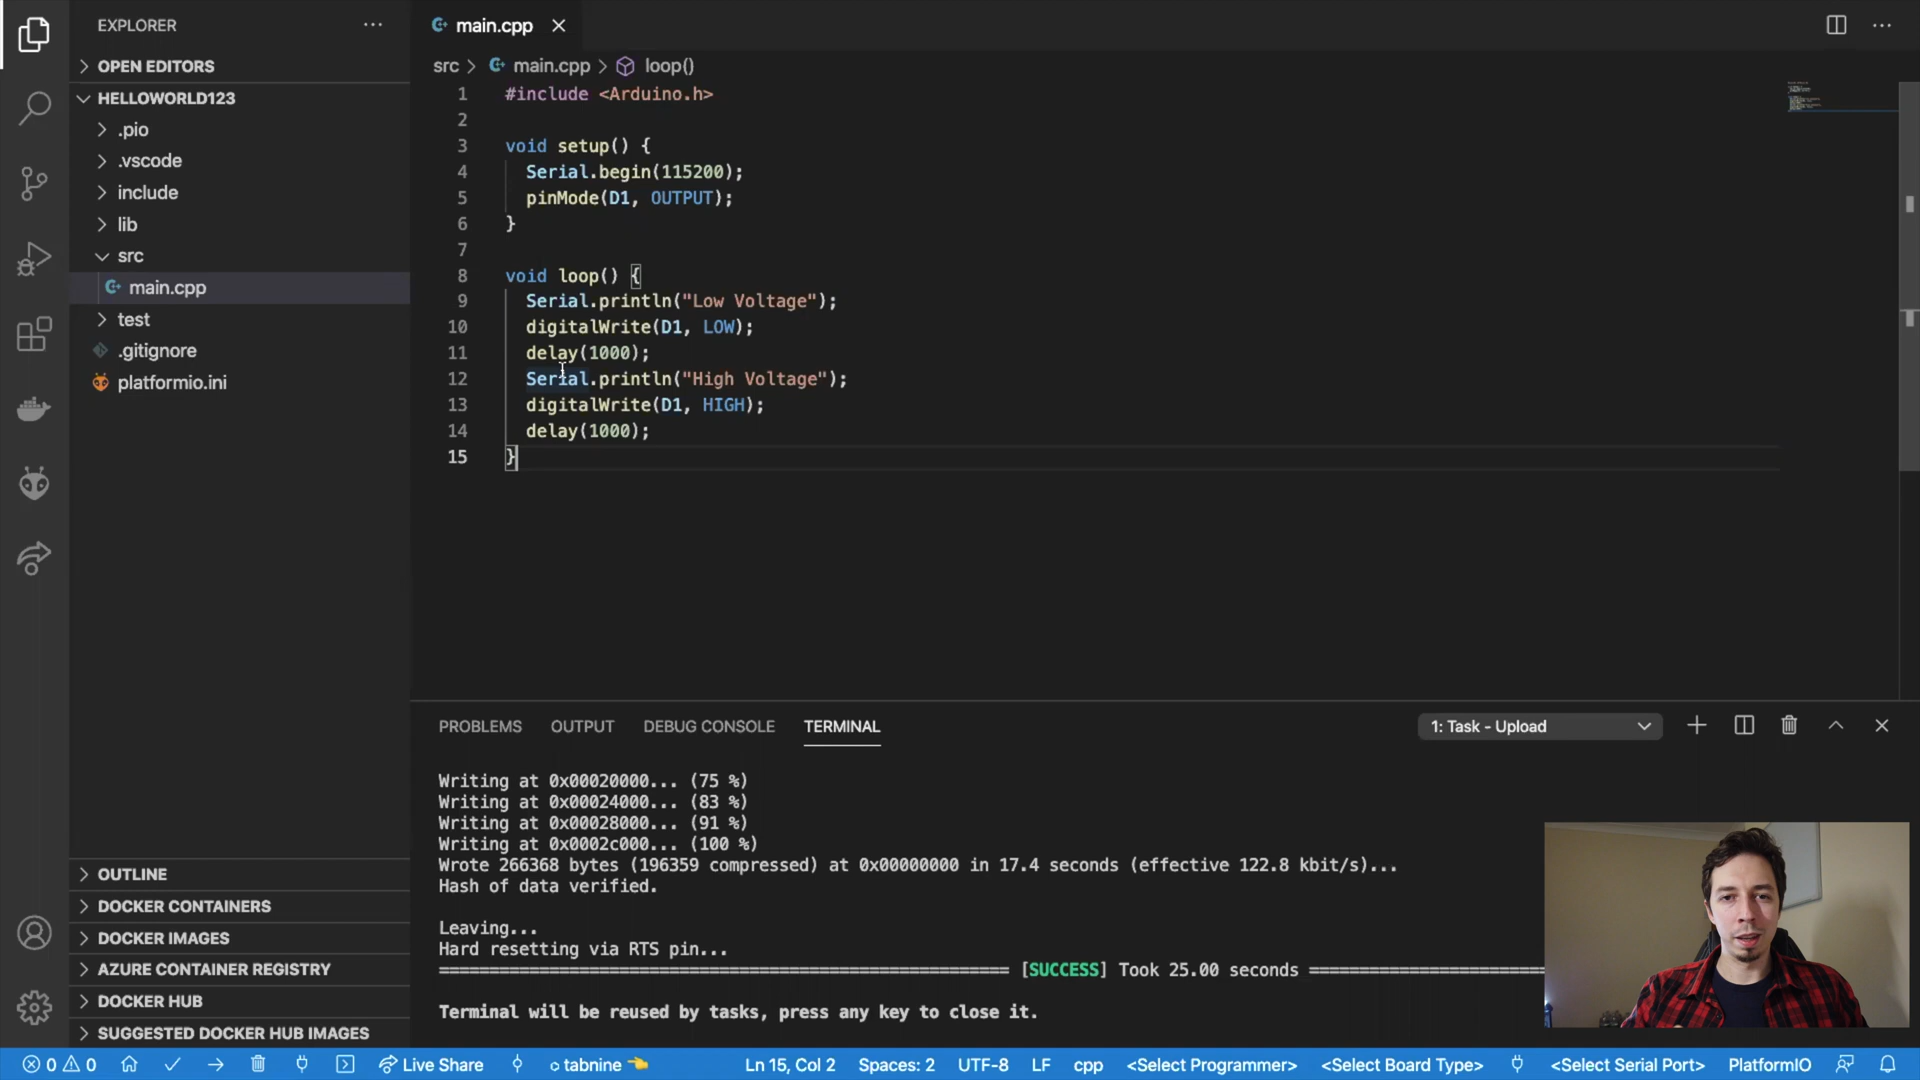 EXPLORER
main.cpp
OPEN EDITORS
src > main.cpp > loop()
HELLOWORLD123
.pio
.vscode
include
lib
src
main.cpp
test
.gitignore
platformio.ini
1 #include <Arduino.h>
2
3 void setup() {
4 Serial.begin(115200);
5 pinMode(D1, OUTPUT);
6 }
7
8 void loop() {
9 Serial.println("Low Voltage");
10 digitalWrite(D1, LOW);
11 delay(1000);
12 Serial.println("High Voltage");
13 digitalWrite(D1, HIGH);
14 delay(1000);
15 }
PROBLEMS OUTPUT DEBUG CONSOLE TERMINAL 1: Task - Upload
Writing at 0x00020000... (75 %)
Writing at 0x00024000... (83 %)
Writing at 0x00028000... (91 %)
Writing at 0x0002c000... (100 %)
Wrote 266368 bytes (196359 compressed) at 0x00000000 in 17.4 seconds (effective 122.8 kbit/s)...
Hash of data verified.
Leaving...
Hard resetting via RTS pin...
[SUCCESS] Took 25.00 seconds
Terminal will be reused by tasks, press any key to close it.
OUTLINE
DOCKER CONTAINERS
DOCKER IMAGES
AZURE CONTAINER REGISTRY
DOCKER HUB
SUGGESTED DOCKER HUB IMAGES
0 0 Live Share tabnine Ln 15, Col 2 Spaces: 2 UTF-8 LF cpp <Select Programmer> <Select Board Type> <Select Serial Port> PlatformIO